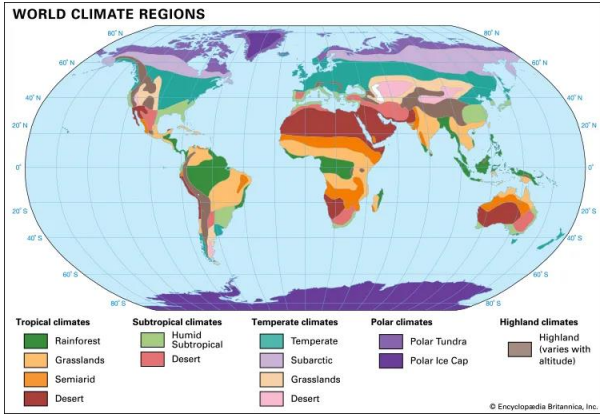 WORLD CLIMATE REGIONS
80° N
80° N
60° N
60° N
40° N
40° N
20° N
20° N
0°
0°
20° S
20° S
40° S
40° S
60° S
60° S
80° S
80° S
Tropical climates
Rainforest
Grasslands
Semiarid
Desert
Subtropical climates
Humid
Subtropical
Desert
Temperate climates
Temperate
Subarctic
Grasslands
Desert
Polar climates
Polar Tundra
Polar Ice Cap
Highland climates
Highland
(varies with
altitude)
© Encyclopædia Britannica, Inc.